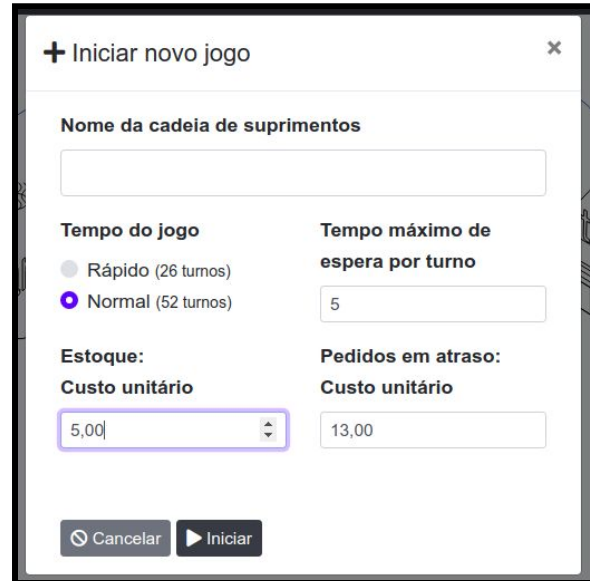 Iniciar novo jogo ×
Nome da cadeia de suprimentos
Tempo do jogo
Rápido (26 turnos)
Normal (52 turnos)
Tempo máximo de
espera por turno
5
Estoque:
Custo unitário
5,00
Pedidos em atraso:
Custo unitário
13,00
Cancelar
Iniciar